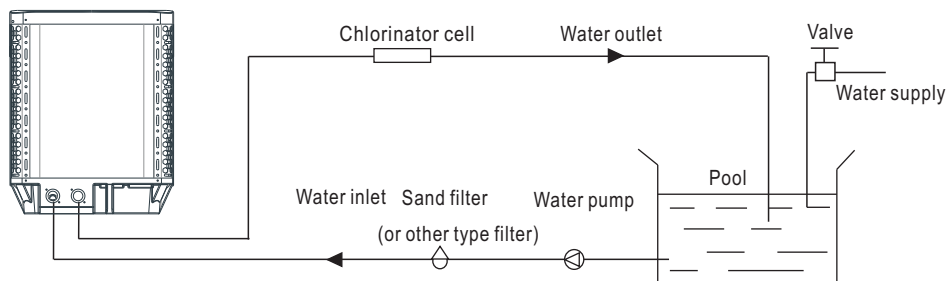 Chlorinator cell
Water outlet
Valve
Water supply
Pool
Water inlet
Sand filter
(or other type filter)
Water pump